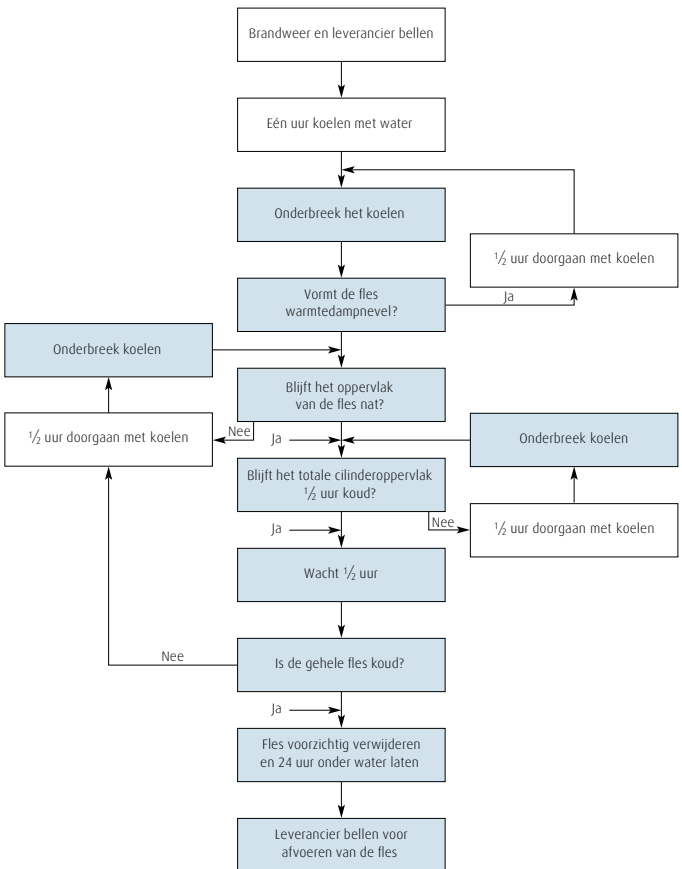 Brandweer en leverancier bellen
Eén uur koelen met water
Onderbreek het koelen
½ uur doorgaan met koelen
Vormt de fles
warmtedampnevel?
Ja
Onderbreek koelen
Blijft het oppervlak
van de fles nat?
Nee
½ uur doorgaan met koelen
Ja
Onderbreek koelen
Blijft het totale cilinderoppervlak
½ uur koud?
Nee
½ uur doorgaan met koelen
Ja
Wacht ½ uur
Is de gehele fles koud?
Nee
Ja
Fles voorzichtig verwijderen
en 24 uur onder water laten
Leverancier bellen voor
afvoeren van de fles